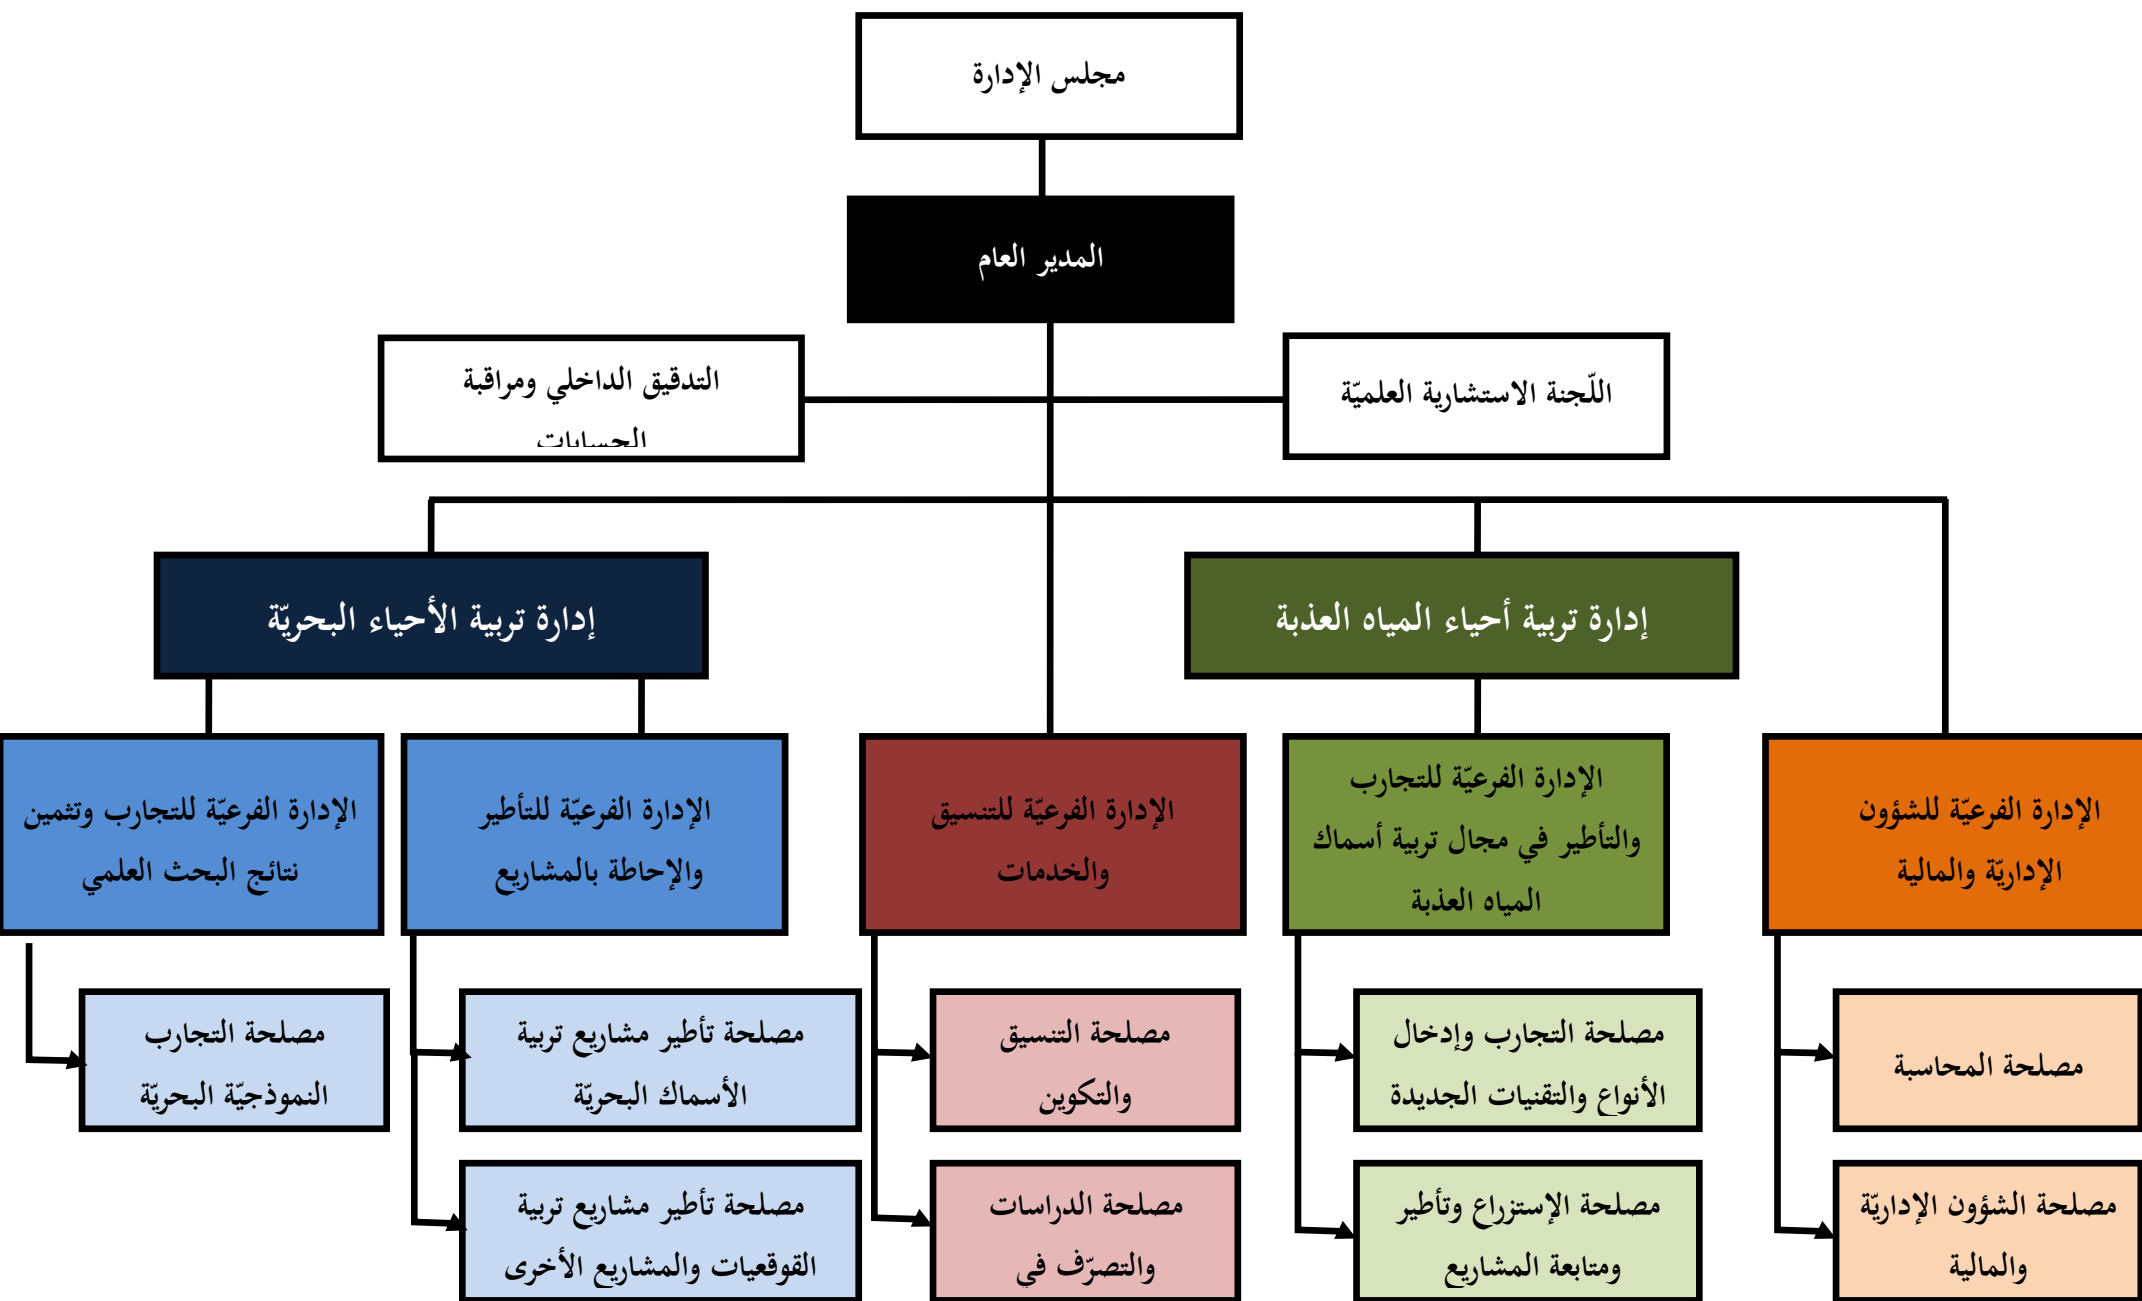 مجلس الإدارة
المدير العام
اللّجنة الاستشارية العلميّة
التدقيق الداخلي ومراقبة
الحسابات
إدارة تربية أحياء المياه العذبة
إدارة تربية الأحياء البحريّة
الإدارة الفرعيّة للشؤون
الإداريّة والمالية
الإدارة الفرعيّة للتجارب
والتأطير في مجال تربية أسماك
المياه العذبة
الإدارة الفرعيّة للتنسيق
والخدمات
الإدارة الفرعيّة للتأطير
والإحاطة بالمشاريع
الإدارة الفرعيّة للتجارب وتثمين
نتائج البحث العلمي
مصلحة المحاسبة
مصلحة التجارب وإدخال
الأنواع والتقنيات الجديدة
مصلحة التنسيق
والتكوين
مصلحة تأطير مشاريع تربية
الأسماك البحريّة
مصلحة التجارب
النموذجيّة البحريّة
مصلحة الشؤون الإداريّة
والمالية
مصلحة الإستزراع وتأطير
ومتابعة المشاريع
مصلحة الدراسات
والتصرّف في
مصلحة تأطير مشاريع تربية
القوقعيات والمشاريع الأخرى